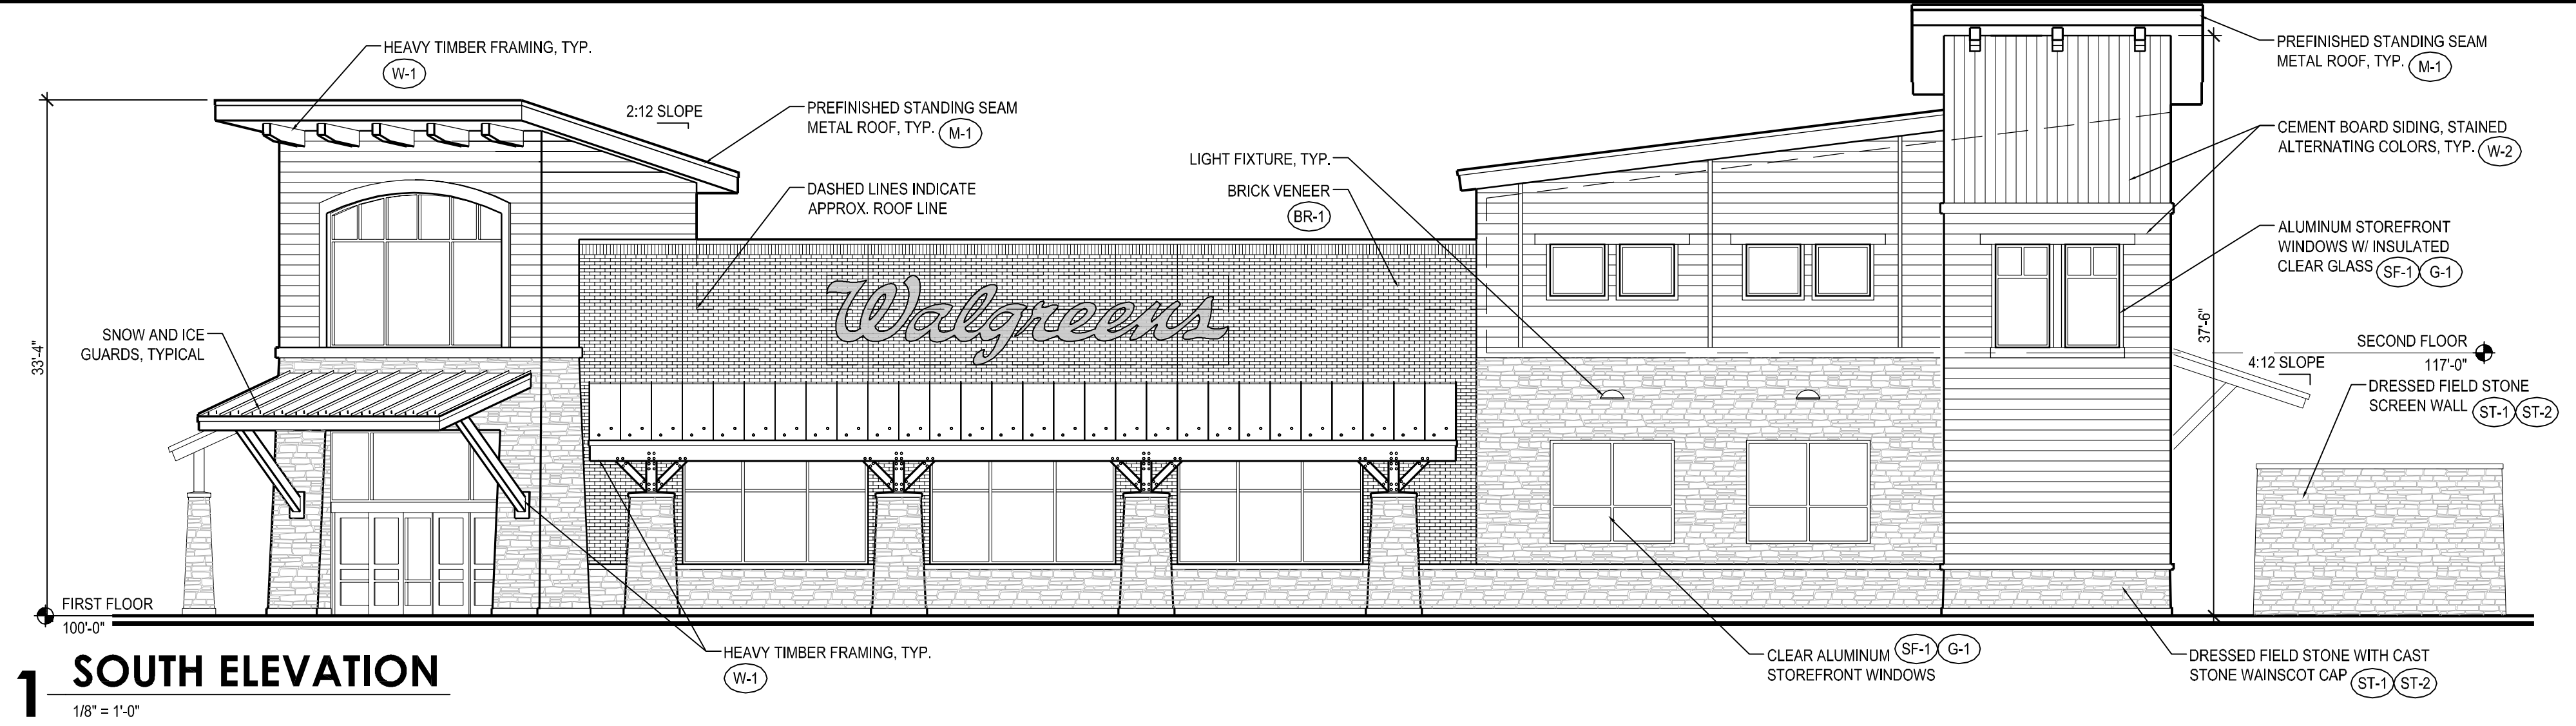 HEAVY TIMBER FRAMING, TYP.
W-1
2:12 SLOPE
PREFINISHED STANDING SEAM
METAL ROOF, TYP. M-1
DASHED LINES INDICATE
APPROX. ROOF LINE
LIGHT FIXTURE, TYP.
BRICK VENEER
BR-1
PREFINISHED STANDING SEAM
METAL ROOF, TYP. M-1
CEMENT BOARD SIDING, STAINED
ALTERNATING COLORS, TYP. W-2
ALUMINUM STOREFRONT
WINDOWS W/ INSULATED
CLEAR GLASS SF-1 G-1
33'-4"
SNOW AND ICE
GUARDS, TYPICAL
Walgreens
37'-6"
SECOND FLOOR
117'-0"
4:12 SLOPE
DRESSED FIELD STONE
SCREEN WALL ST-1 ST-2
FIRST FLOOR
100'-0"
HEAVY TIMBER FRAMING, TYP.
W-1
CLEAR ALUMINUM SF-1 G-1
STOREFRONT WINDOWS
DRESSED FIELD STONE WITH CAST
STONE WAINSCOT CAP ST-1 ST-2
1 SOUTH ELEVATION
1/8" = 1'-0"